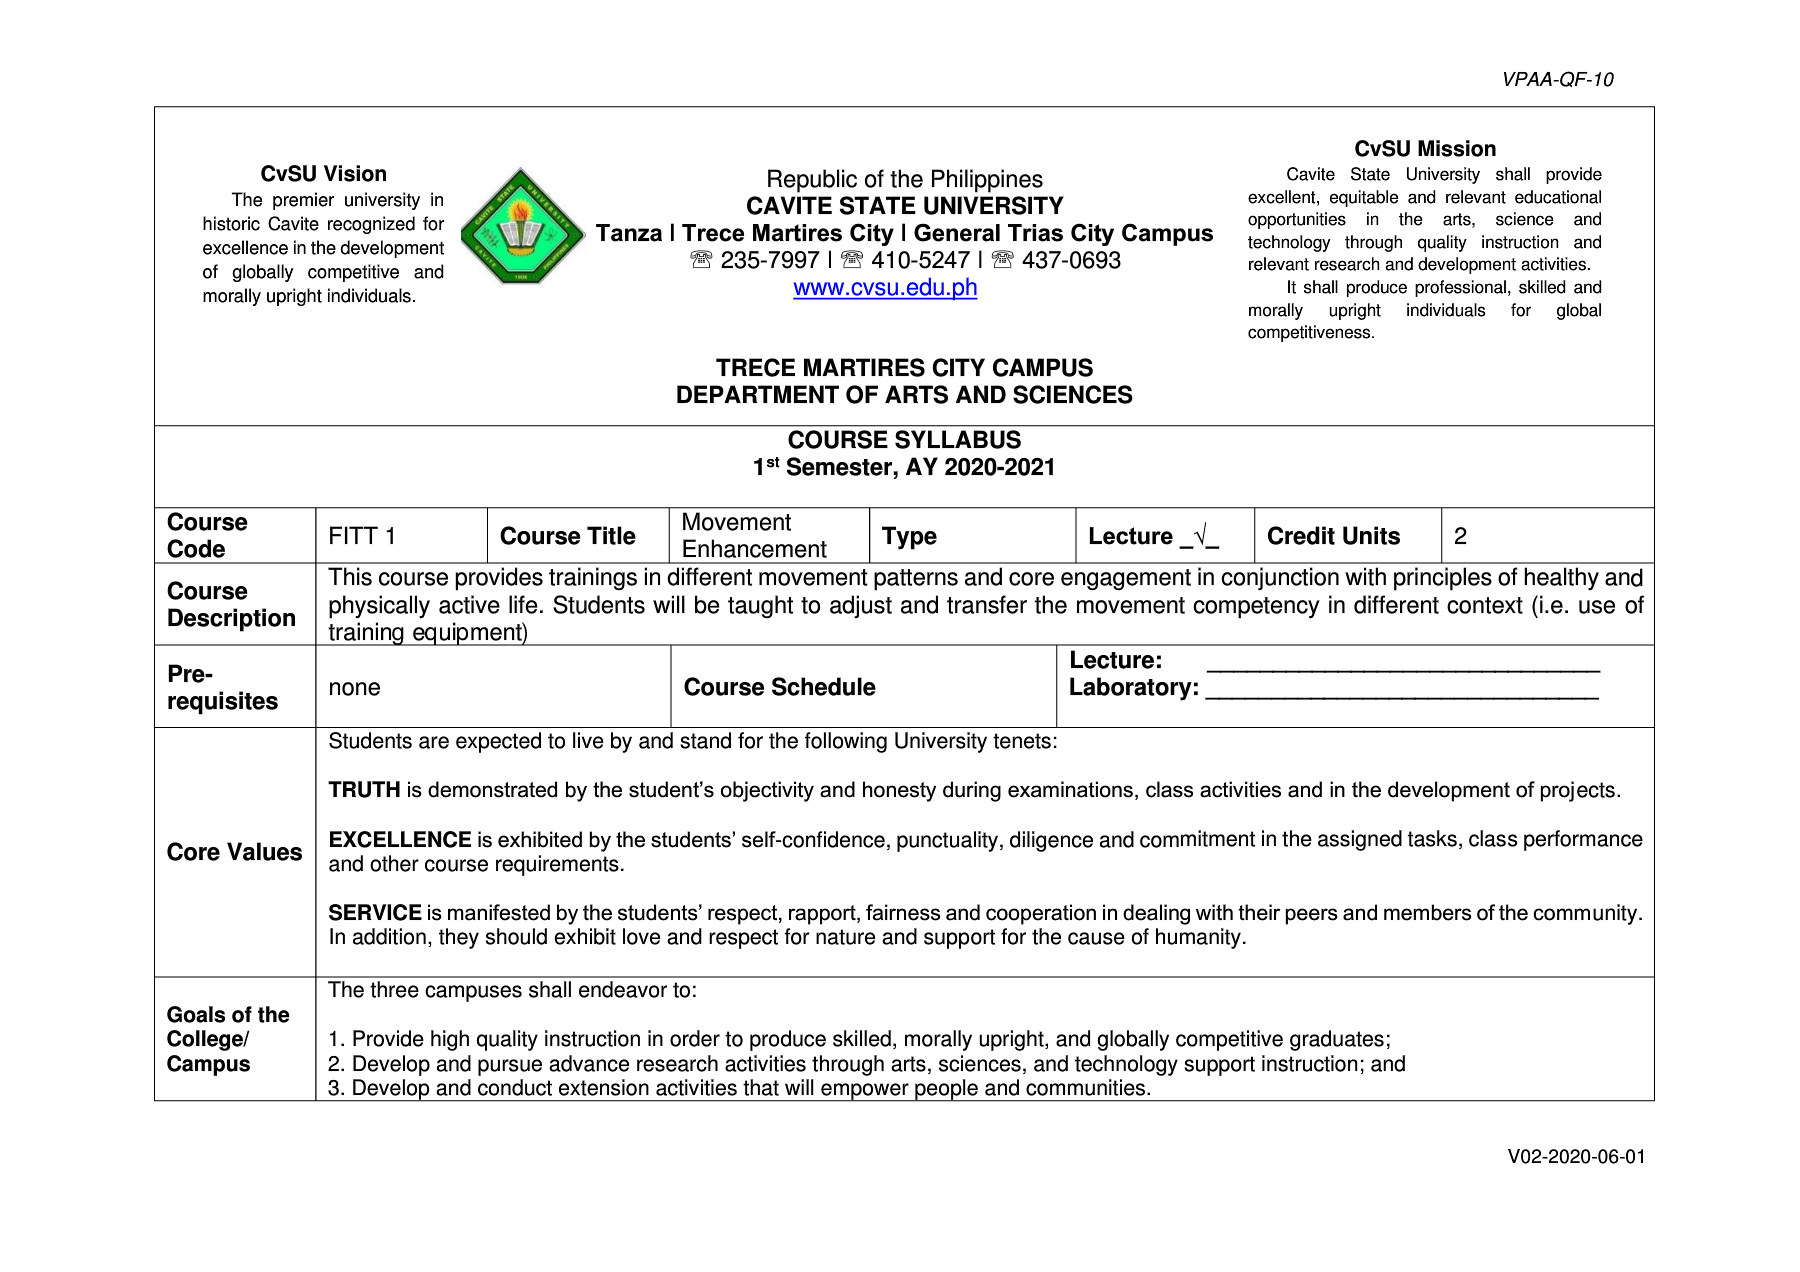 VPAA-QF-10
CvSU Vision
The premier university in
historic Cavite recognized for
excellence in the development
of globally competitive and
morally upright individuals.
CAVITE STATE UNIVERSITY
CAVITE
PHILIPPINES
1906
Republic of the Philippines
CAVITE STATE UNIVERSITY
Tanza | Trece Martires City | General Trias City Campus
☏ 235-7997 | ☏ 410-5247 | ☏ 437-0693
www.cvsu.edu.ph
CvSU Mission
Cavite State University shall provide
excellent, equitable and relevant educational
opportunities in the arts, science and
technology through quality instruction and
relevant research and development activities.
It shall produce professional, skilled and
morally upright individuals for global
competitiveness.
TRECE MARTIRES CITY CAMPUS
DEPARTMENT OF ARTS AND SCIENCES
COURSE SYLLABUS
1st Semester, AY 2020-2021
Course
Code
FITT 1
Course Title
Movement
Enhancement
Type
Lecture _√_
Credit Units
2
Course
Description
This course provides trainings in different movement patterns and core engagement in conjunction with principles of healthy and
physically active life. Students will be taught to adjust and transfer the movement competency in different context (i.e. use of
training equipment)
Pre-
requisites
none
Course Schedule
Lecture: ______________________________
Laboratory: ______________________________
Core Values
Students are expected to live by and stand for the following University tenets:
TRUTH is demonstrated by the student’s objectivity and honesty during examinations, class activities and in the development of projects.
EXCELLENCE is exhibited by the students’ self-confidence, punctuality, diligence and commitment in the assigned tasks, class performance
and other course requirements.
SERVICE is manifested by the students’ respect, rapport, fairness and cooperation in dealing with their peers and members of the community.
In addition, they should exhibit love and respect for nature and support for the cause of humanity.
Goals of the
College/
Campus
The three campuses shall endeavor to:
1. Provide high quality instruction in order to produce skilled, morally upright, and globally competitive graduates;
2. Develop and pursue advance research activities through arts, sciences, and technology support instruction; and
3. Develop and conduct extension activities that will empower people and communities.
V02-2020-06-01